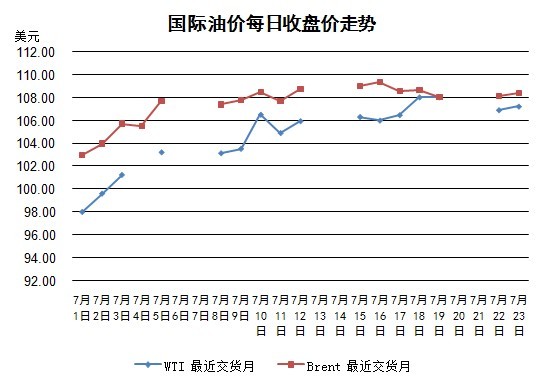 国际油价每日收盘价走势
美元
112.00
110.00
108.00
106.00
104.00
102.00
100.00
98.00
96.00
94.00
92.00
7月1日
7月2日
7月3日
7月4日
7月5日
7月6日
7月7日
7月8日
7月9日
7月10日
7月11日
7月12日
7月13日
7月14日
7月15日
7月16日
7月17日
7月18日
7月19日
7月20日
7月21日
7月22日
7月23日
WTI 最近交货月
Brent 最近交货月